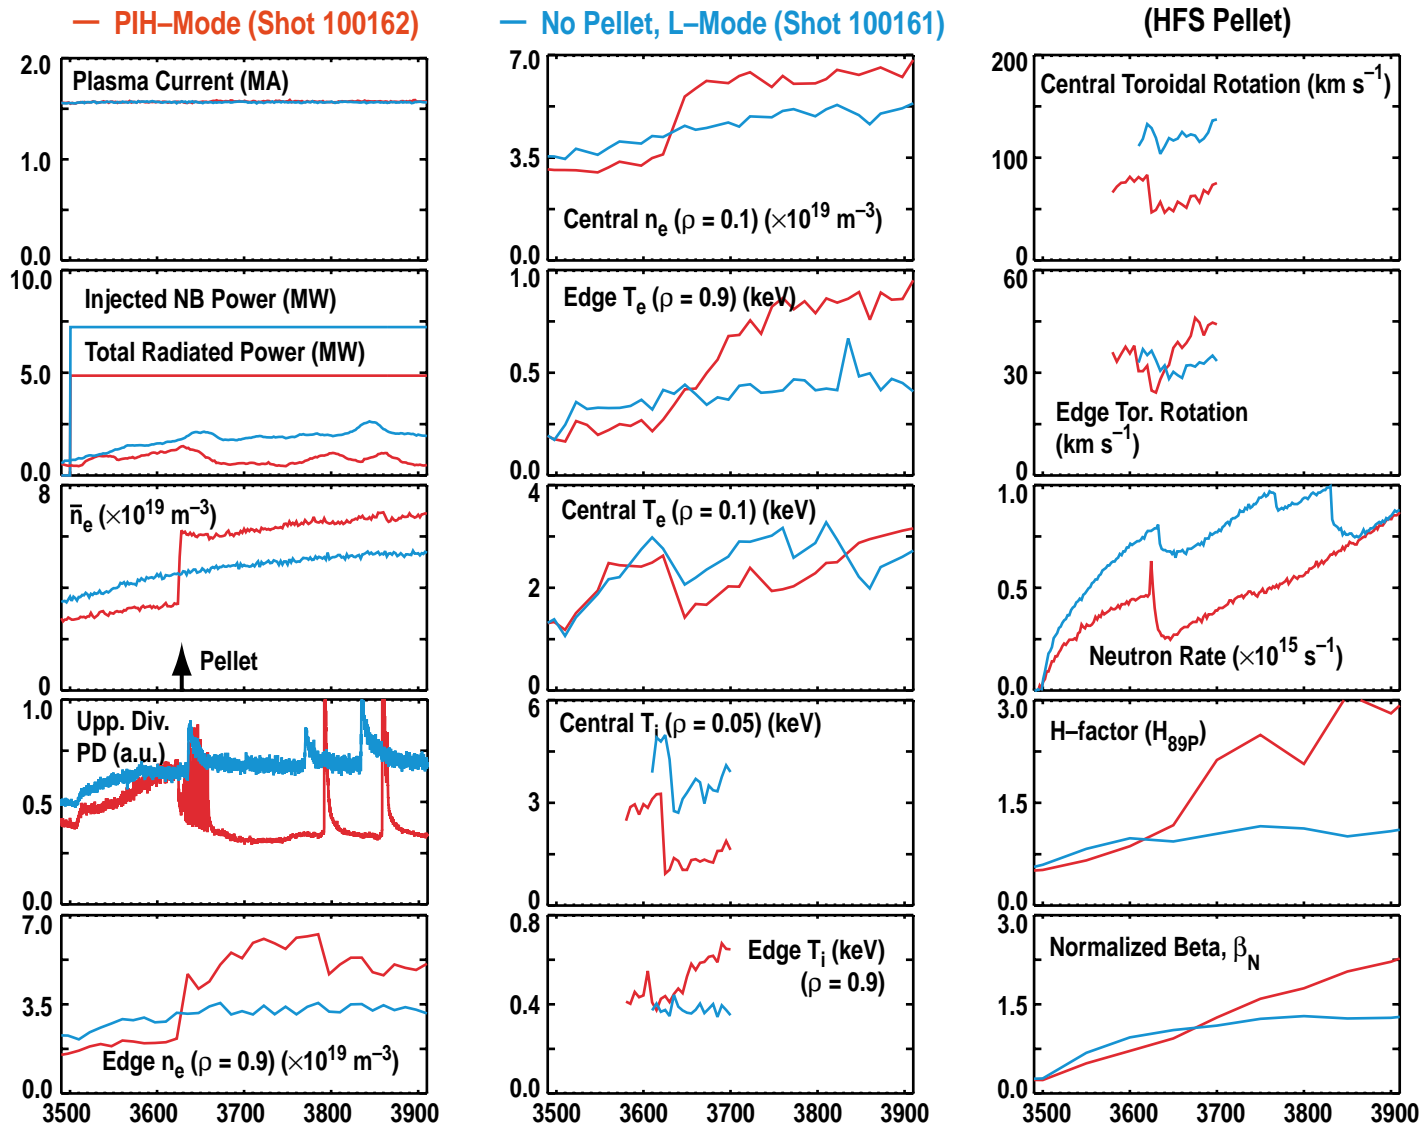 — PIH–Mode (Shot 100162)
— No Pellet, L–Mode (Shot 100161)
(HFS Pellet)
2.0
Plasma Current (MA)
1.0
0.0
10.0
Injected NB Power (MW)
Total Radiated Power (MW)
5.0
0.0
8
n̄e (×10^19 m^–3)
4
Pellet
0
1.0
Upp. Div.
PD (a.u.)
0.5
0.0
7.0
3.5
Edge ne (ρ = 0.9) (×10^19 m^–3)
0.0
3500 3600 3700 3800 3900
7.0
3.5
Central ne (ρ = 0.1) (×10^19 m^–3)
0.0
1.0
Edge Te (ρ = 0.9) (keV)
0.5
0.0
4
Central Te (ρ = 0.1) (keV)
2
0
6
Central Ti (ρ = 0.05) (keV)
3
0
0.8
Edge Ti (keV)
(ρ = 0.9)
0.4
0.0
3500 3600 3700 3800 3900
200
Central Toroidal Rotation (km s^–1)
100
0
60
30
Edge Tor. Rotation
(km s^–1)
0
1.0
0.5
Neutron Rate (×10^15 s^–1)
0.0
3.0
H–factor (H89P)
1.5
0.0
3.0
Normalized Beta, βN
1.5
0.0
3500 3600 3700 3800 3900